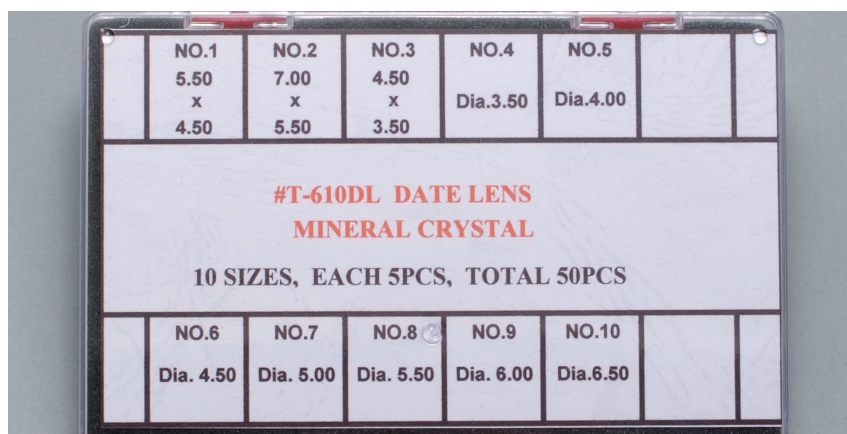 NO.1 NO.2 NO.3 NO.4 NO.5
5.50 7.00 4.50
x x x Dia.3.50 Dia.4.00
4.50 5.50 3.50
#T-610DL DATE LENS
MINERAL CRYSTAL
10 SIZES, EACH 5PCS, TOTAL 50PCS
NO.6 NO.7 NO.8 NO.9 NO.10
Dia. 4.50 Dia. 5.00 Dia. 5.50 Dia. 6.00 Dia.6.50